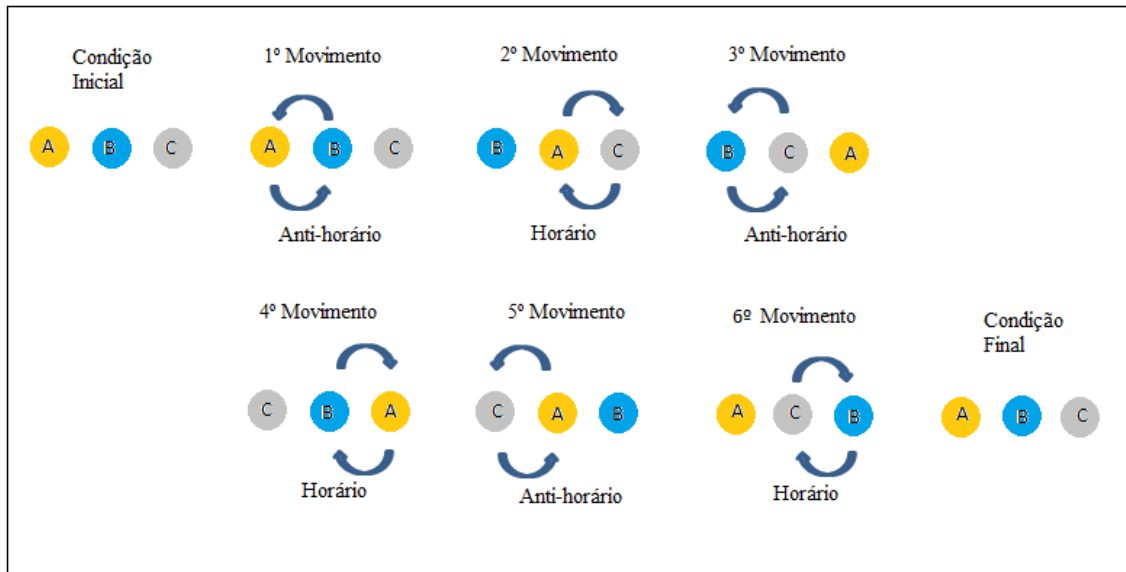 Condição
Inicial
1º Movimento
2º Movimento
3º Movimento
A B C
A B C
B A C
B C A
Anti-horário
Horário
Anti-horário
4º Movimento
5º Movimento
6º Movimento
Condição
Final
C B A
C A B
A C B
A B C
Horário
Anti-horário
Horário